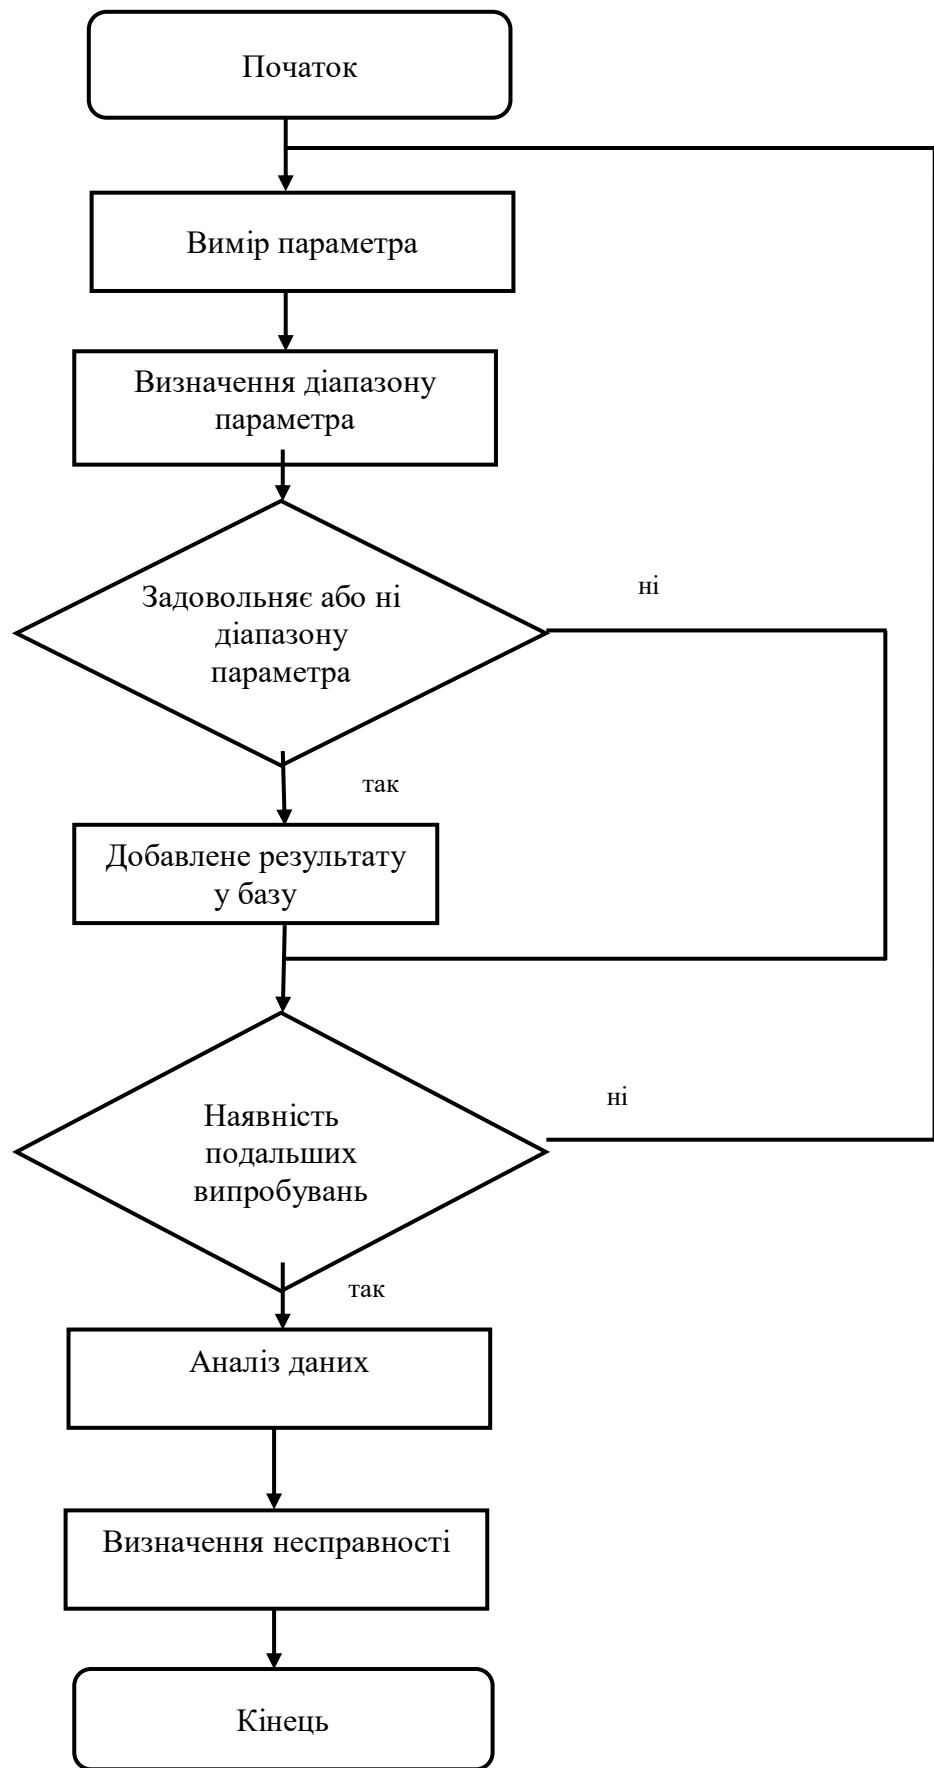 Початок
Вимір параметра
Визначення діапазону
параметра
ні
Задовольняє або ні
діапазону
параметра
так
Добавлене результату
у базу
ні
Наявність
подальших
випробувань
так
Аналіз даних
Визначення несправності
Кінець